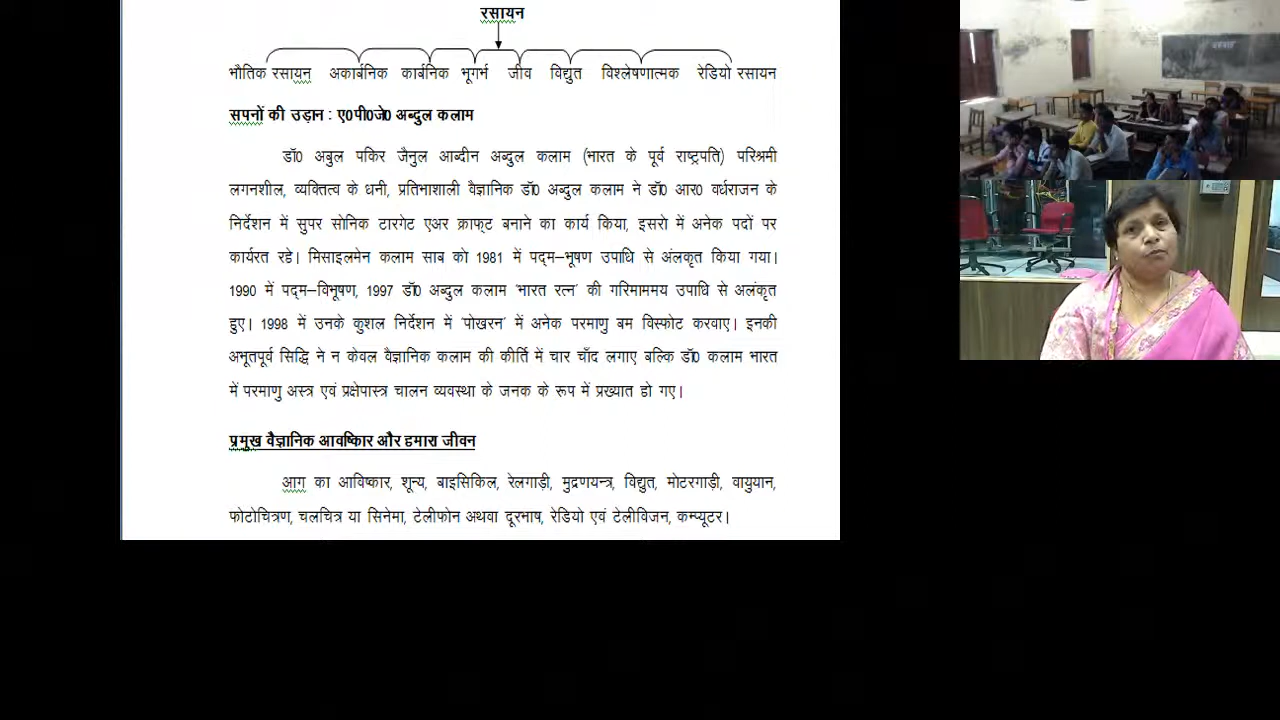 रसायन
भौतिक रसायन अकार्बनिक कार्बनिक भूगर्भ जीव विद्युत विश्लेषणात्मक रेडियो रसायन
सपनों की उड़ान : ए0पी0जे0 अब्दुल कलाम
डॉ0 अबुल पकिर जैनुल आब्दीन अब्दुल कलाम (भारत के पूर्व राष्ट्रपति) परिश्रमी
लगनशील, व्यक्तित्व के धनी, प्रतिभाशाली वैज्ञानिक डॉ0 अब्दुल कलाम ने डॉ0 आर0 वर्धराजन के
निर्देशन में सुपर सोनिक टारगेट एअर क्राफ्ट बनाने का कार्य किया, इसरो में अनेक पदों पर
कार्यरत रहे। मिसाइलमेन कलाम साब को 1981 में पद्म–भूषण उपाधि से अंलकृत किया गया।
1990 में पद्म–विभूषण, 1997 डॉ0 अब्दुल कलाम ‘भारत रत्न’ की गरिमाममय उपाधि से अलंकृत
हुए। 1998 में उनके कुशल निर्देशन में ‘पोखरन’ में अनेक परमाणु बम विस्फोट करवाए। इनकी
अभूतपूर्व सिद्धि ने न केवल वैज्ञानिक कलाम की कीर्ति में चार चाँद लगाए बल्कि डॉ0 कलाम भारत
में परमाणु अस्त्र एवं प्रक्षेपास्त्र चालन व्यवस्था के जनक के रूप में प्रख्यात हो गए।
प्रमुख वैज्ञानिक आवष्किार और हमारा जीवन
आग का आविष्कार, शून्य, बाइसिकिल, रेलगाड़ी, मुद्रणयन्त्र, विद्युत, मोटरगाड़ी, वायुयान,
फोटोचित्रण, चलचित्र या सिनेमा, टेलीफोन अथवा दूरभाष, रेडियो एवं टेलीविजन, कम्प्यूटर।